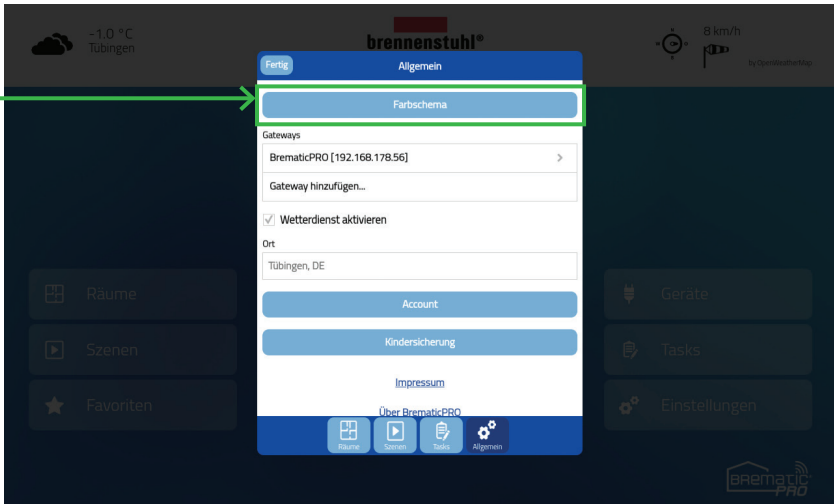 -1.0 °C
Tübingen
brennenstuhl®
8 km/h
by OpenWeatherMap
Fertig
Allgemein
Farbschema
Gateways
BrematicPRO [192.168.178.56]
Gateway hinzufügen...
Wetterdienst aktivieren
Ort
Tübingen, DE
Account
Kindersicherung
Impressum
Über BrematicPRO
Räume
Szenen
Tasks
Allgemein
Räume
Szenen
Favoriten
Geräte
Tasks
Einstellungen
BREMATIC
PRO